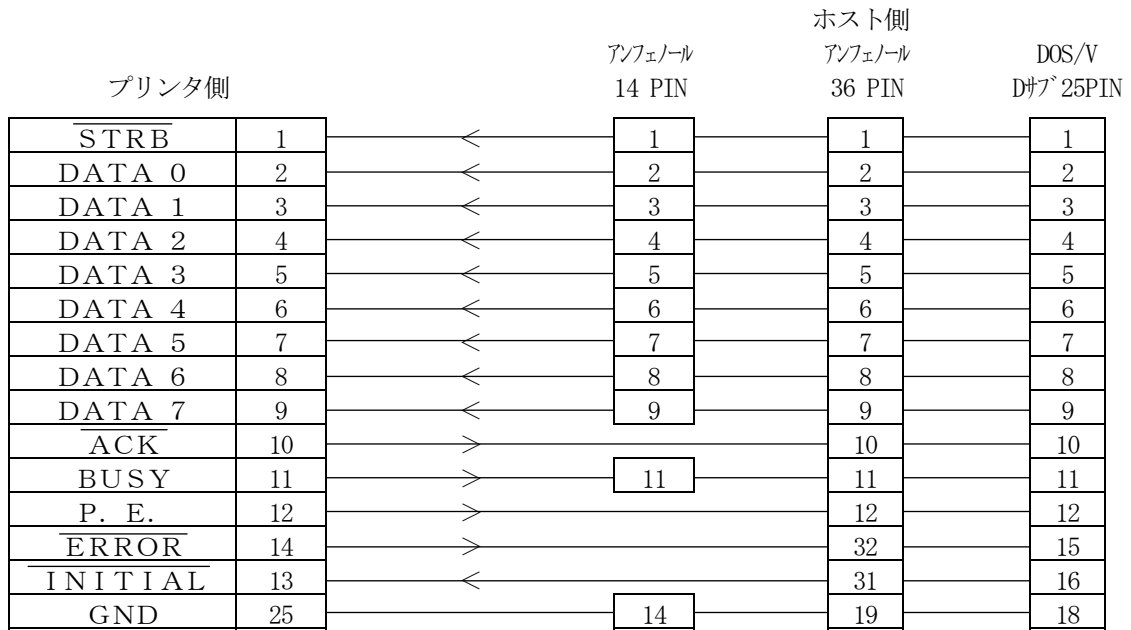 ホスト側
ｱﾝﾌｪﾉｰﾙ ｱﾝﾌｪﾉｰﾙ DOS/V
プリンタ側 14 PIN 36 PIN Dｻﾌﾞ25PIN
STRB 1 1 1 1
DATA 0 2 2 2 2
DATA 1 3 3 3 3
DATA 2 4 4 4 4
DATA 3 5 5 5 5
DATA 4 6 6 6 6
DATA 5 7 7 7 7
DATA 6 8 8 8 8
DATA 7 9 9 9 9
ACK 10 10 10
BUSY 11 11 11 11
P. E. 12 12 12
ERROR 14 32 15
INITIAL 13 31 16
GND 25 14 19 18